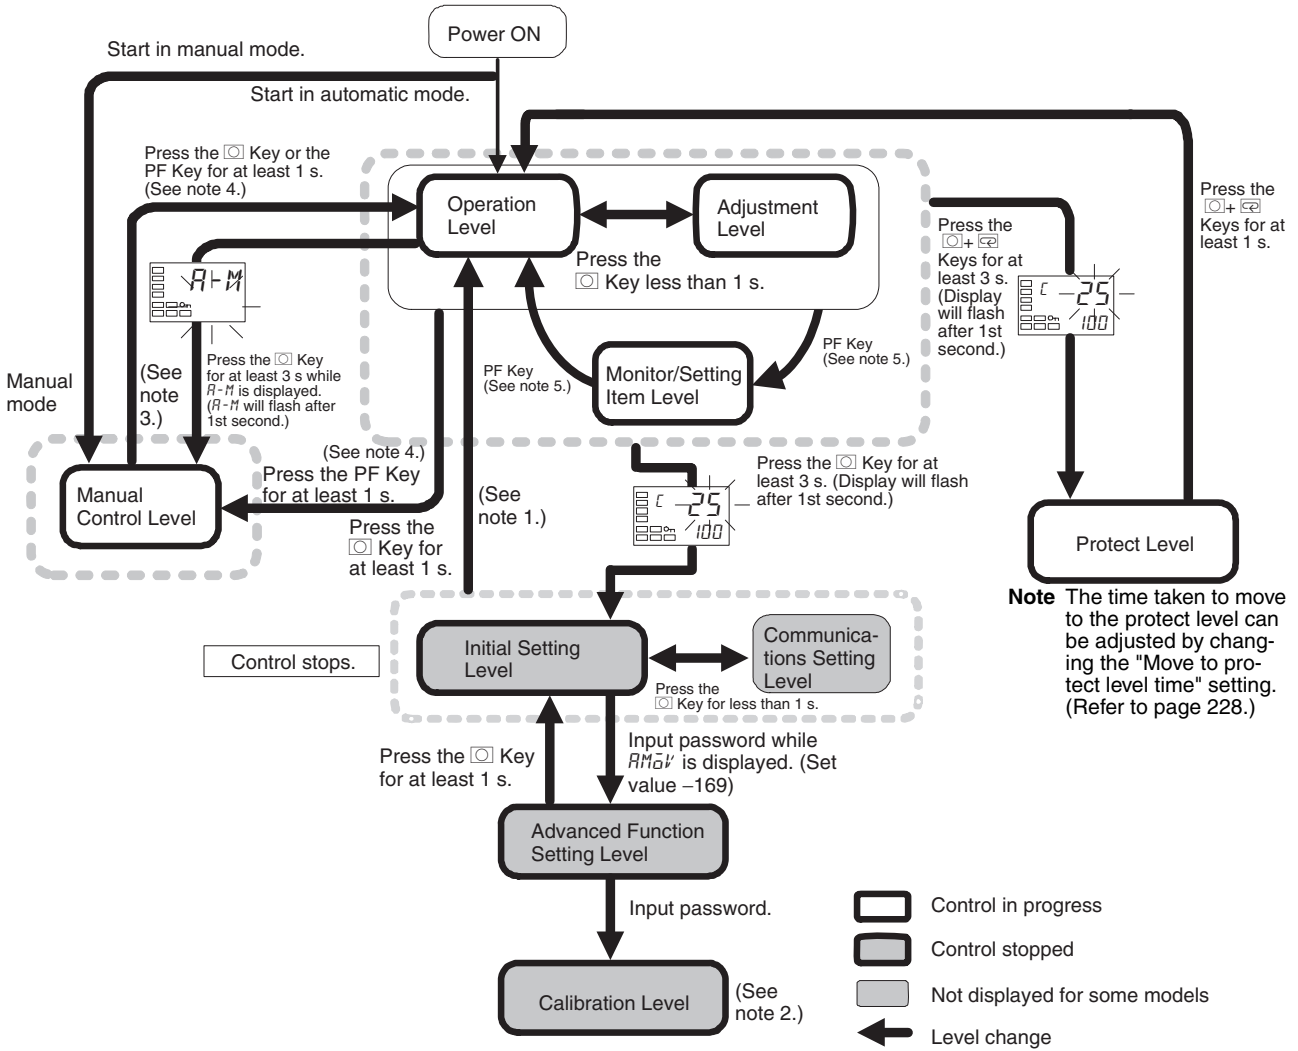 Power ON
Start in manual mode.
Start in automatic mode.
Press the Key or the
PF Key for at least 1 s.
(See note 4.)
Operation
Level
Adjustment
Level
Press the
Key less than 1 s.
Press the
+
Keys for at
least 3 s.
(Display
will flash
after 1st
second.)
Press the
+
Keys for at
least 1 s.
A-M
C 25
100
Manual
mode
(See
note
3.)
Press the Key
for at least 3 s while
A-M is displayed.
(A-M will flash after
1st second.)
PF Key
(See note 5.)
Monitor/Setting
Item Level
PF Key
(See note 5.)
Manual
Control Level
(See note 4.)
Press the PF Key
for at least 1 s.
Press the
Key for
at least 1 s.
(See
note 1.)
C 25
100
Press the Key for at
least 3 s. (Display will flash
after 1st second.)
Protect Level
Note The time taken to move
to the protect level can
be adjusted by chang-
ing the "Move to pro-
tect level time" setting.
(Refer to page 228.)
Control stops.
Initial Setting
Level
Communica-
tions Setting
Level
Press the
Key for less than 1 s.
Press the Key
for at least 1 s.
Input password while
AMOV is displayed. (Set
value –169)
Advanced Function
Setting Level
Input password.
Calibration Level
(See
note 2.)
Control in progress
Control stopped
Not displayed for some models
Level change